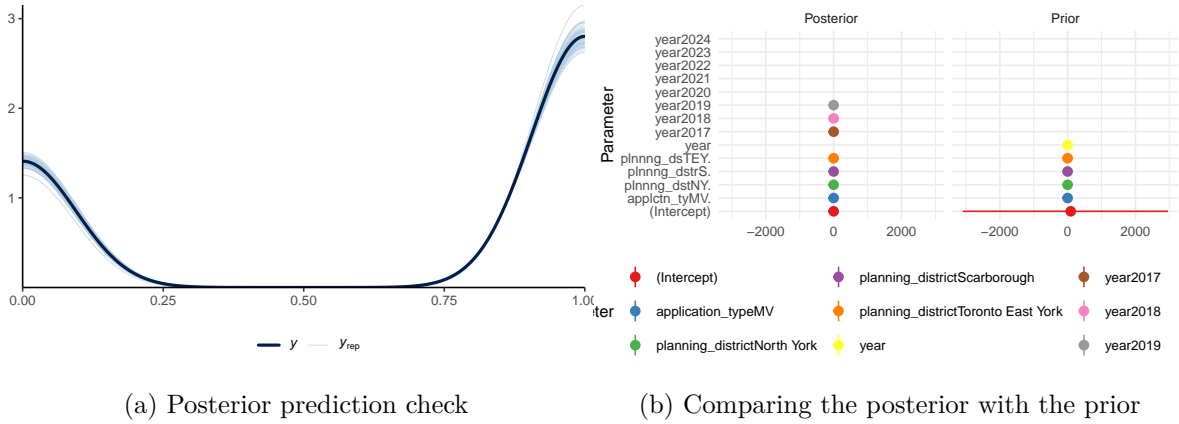 3
2
1
0.00 0.25 0.50 0.75 1.00
y yrep
(a) Posterior prediction check
Posterior Prior
Parameter
year2024
year2023
year2022
year2021
year2020
year2019
year2018
year2017
year
plnnng_dsTEY.
plnnng_dstrS.
plnnng_dstNY.
applctn_tyMV.
(Intercept)
−2000 0 2000 −2000 0 2000
eter
(Intercept) planning_districtScarborough year2017
application_typeMV planning_districtToronto East York year2018
planning_districtNorth York year year2019
(b) Comparing the posterior with the prior